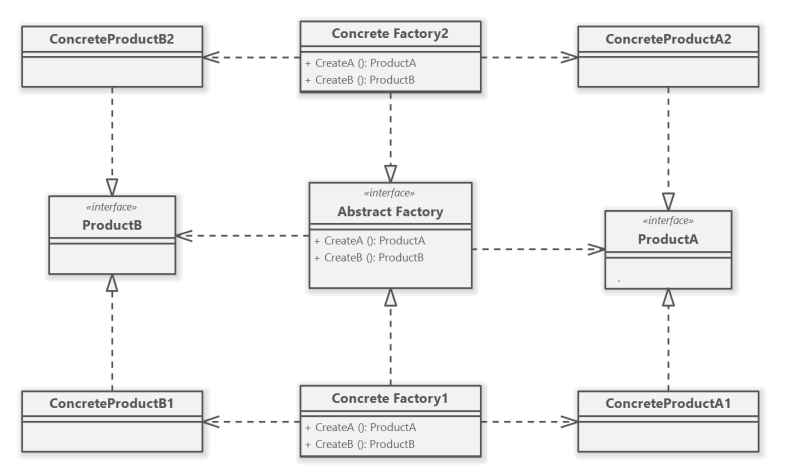 ConcreteProductB2
Concrete Factory2
+ CreateA (): ProductA
+ CreateB (): ProductB
ConcreteProductA2
«interface»
ProductB
«interface»
Abstract Factory
+ CreateA (): ProductA
+ CreateB (): ProductB
«interface»
ProductA
.
ConcreteProductB1
Concrete Factory1
+ CreateA (): ProductA
+ CreateB (): ProductB
ConcreteProductA1